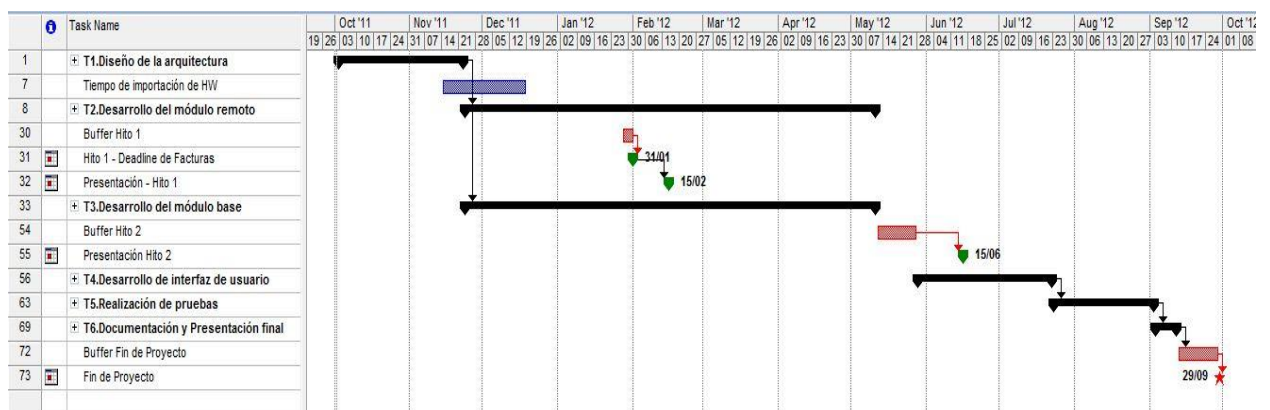 Task Name
Oct '11 Nov '11 Dec '11 Jan '12 Feb '12 Mar '12 Apr '12 May '12 Jun '12 Jul '12 Aug '12 Sep '12 Oct '12
19 26 03 10 17 24 31 07 14 21 28 05 12 19 26 02 09 16 23 30 06 13 20 27 05 12 19 26 02 09 16 23 30 07 14 21 28 04 11 18 25 02 09 16 23 30 06 13 20 27 03 10 17 24 01 08
1 T1.Diseño de la arquitectura
7 Tiempo de importación de HW
8 T2.Desarrollo del módulo remoto
30 Buffer Hito 1
31 Hito 1 - Deadline de Facturas 31/01
32 Presentación - Hito 1 15/02
33 T3.Desarrollo del módulo base
54 Buffer Hito 2
55 Presentación Hito 2 15/06
56 T4.Desarrollo de interfaz de usuario
63 T5.Realización de pruebas
69 T6.Documentación y Presentación final
72 Buffer Fin de Proyecto
73 Fin de Proyecto 29/09